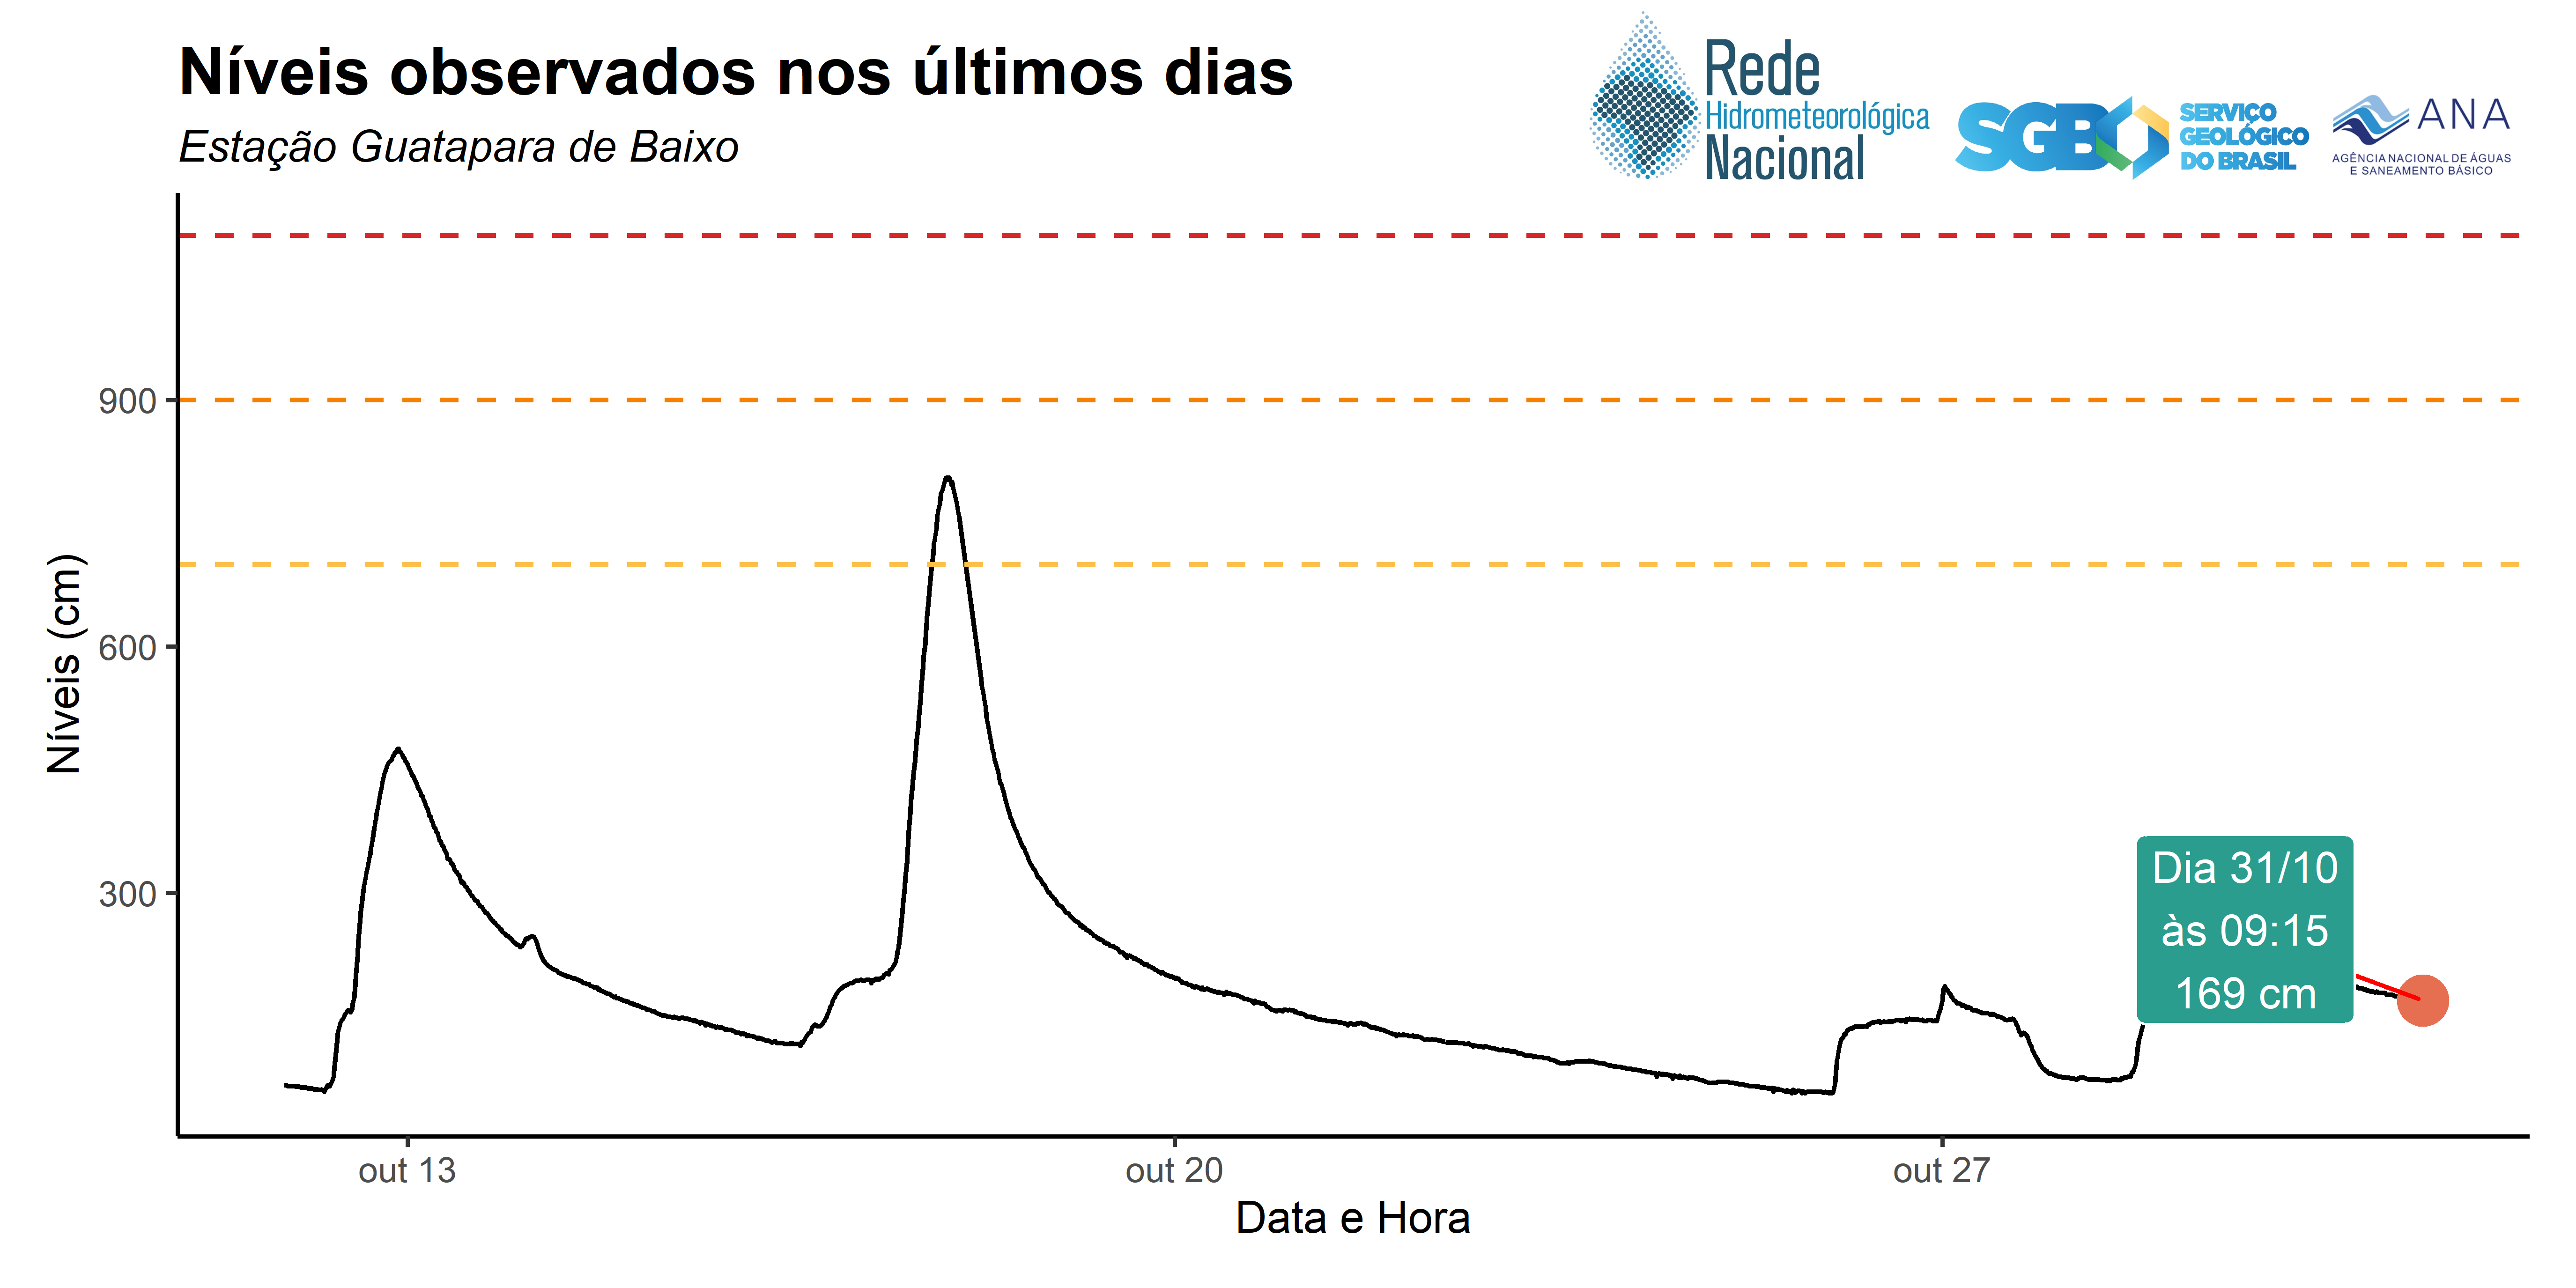 Níveis observados nos últimos dias
Estação Guatapara de Baixo
Rede
Hidrometeorológica
Nacional
SGB
SERVIÇO
GEOLÓGICO
DO BRASIL
ANA
AGÊNCIA NACIONAL DE ÁGUAS
E SANEAMENTO BÁSICO
Níveis (cm)
900
600
300
Dia 31/10
às 09:15
169 cm
out 13
out 20
out 27
Data e Hora